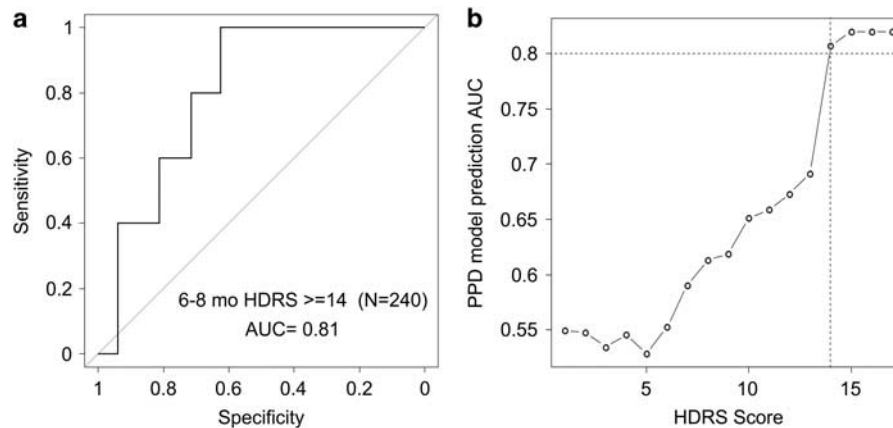 a
1
0.8
0.6
0.4
0.2
0
Sensitivity
6-8 mo HDRS >=14 (N=240)
AUC= 0.81
1 0.8 0.6 0.4 0.2 0
Specificity
b
0.8
0.75
0.7
0.65
0.6
0.55
PPD model prediction AUC
5 10 15
HDRS Score